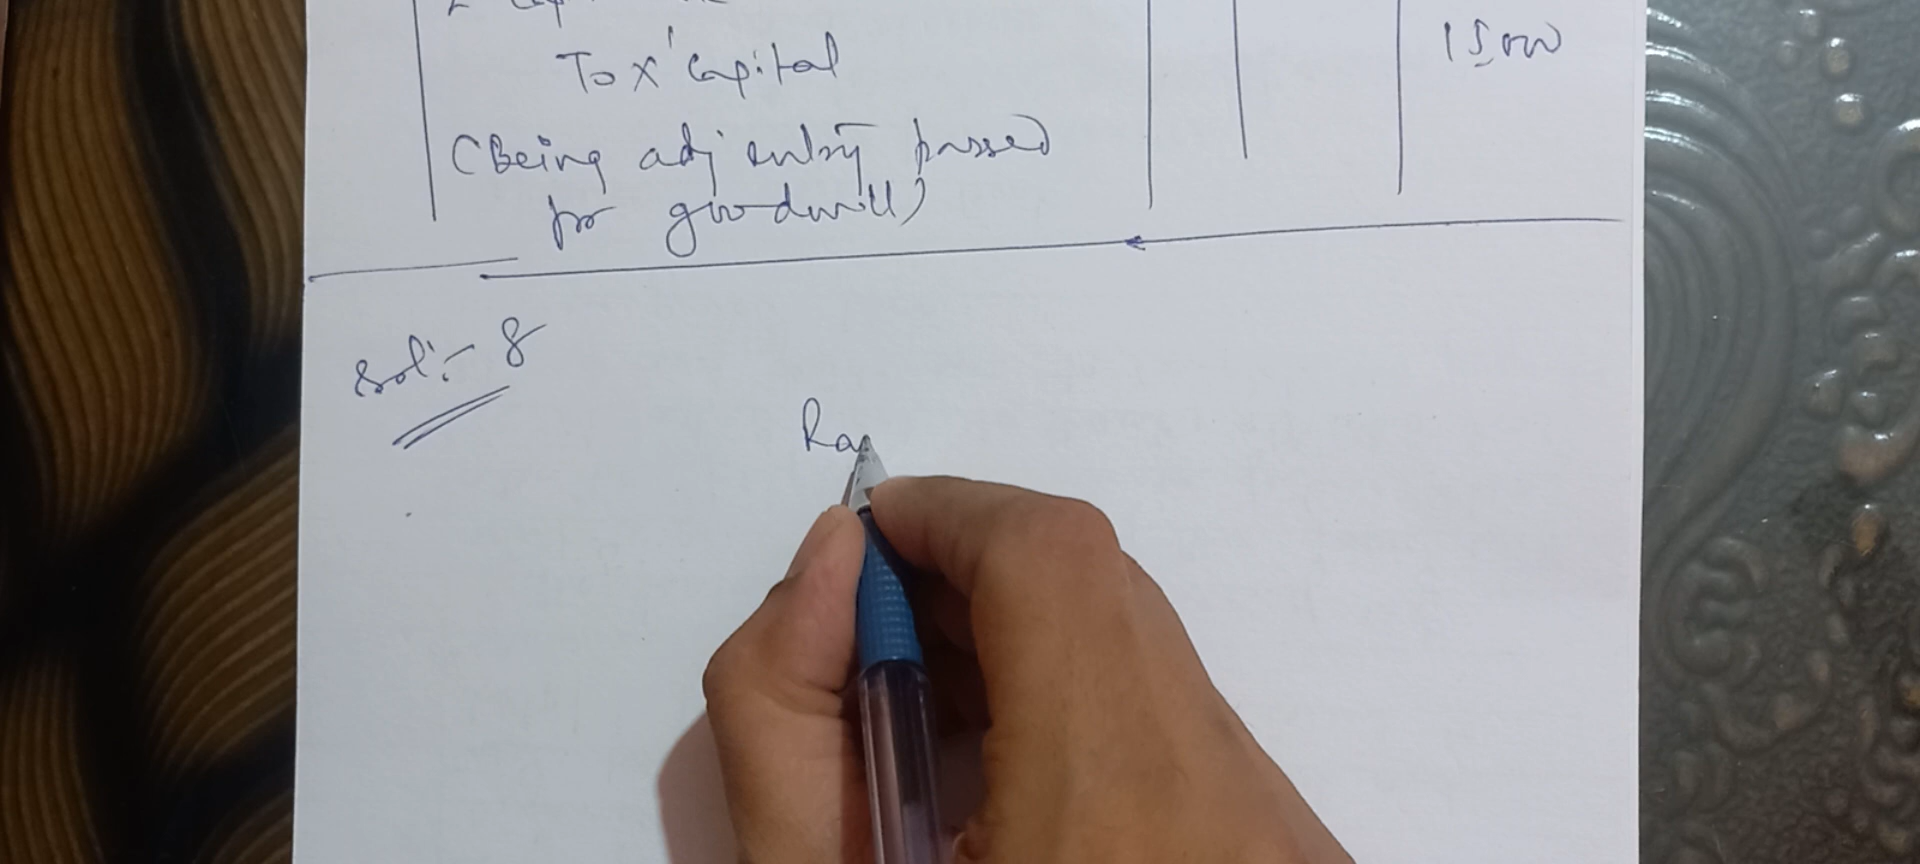 To X' Capital
15,000
(Being adj entry passed
for goodwill)
Sol:- 8
Ra